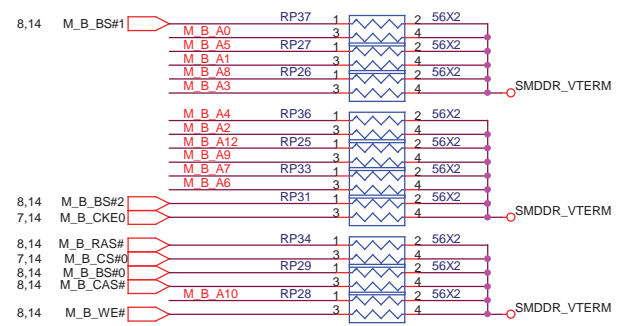 8,14 M_B_BS#1 RP37 1 2 56X2
M_B_A0 3 4
M_B_A5 RP27 1 2 56X2
M_B_A1 3 4
M_B_A8 RP26 1 2 56X2
M_B_A3 3 4 SMDDR_VTERM
M_B_A4 RP36 1 2 56X2
M_B_A2 3 4
M_B_A12 RP25 1 2 56X2
M_B_A9 3 4
M_B_A7 RP33 1 2 56X2
M_B_A6 3 4
8,14 M_B_BS#2 RP31 1 2 56X2
7,14 M_B_CKE0 3 4 SMDDR_VTERM
8,14 M_B_RAS# RP34 1 2 56X2
7,14 M_B_CS#0 3 4
8,14 M_B_BS#0 RP29 1 2 56X2
8,14 M_B_CAS# 3 4
M_B_A10 RP28 1 2 56X2
8,14 M_B_WE# 3 4 SMDDR_VTERM